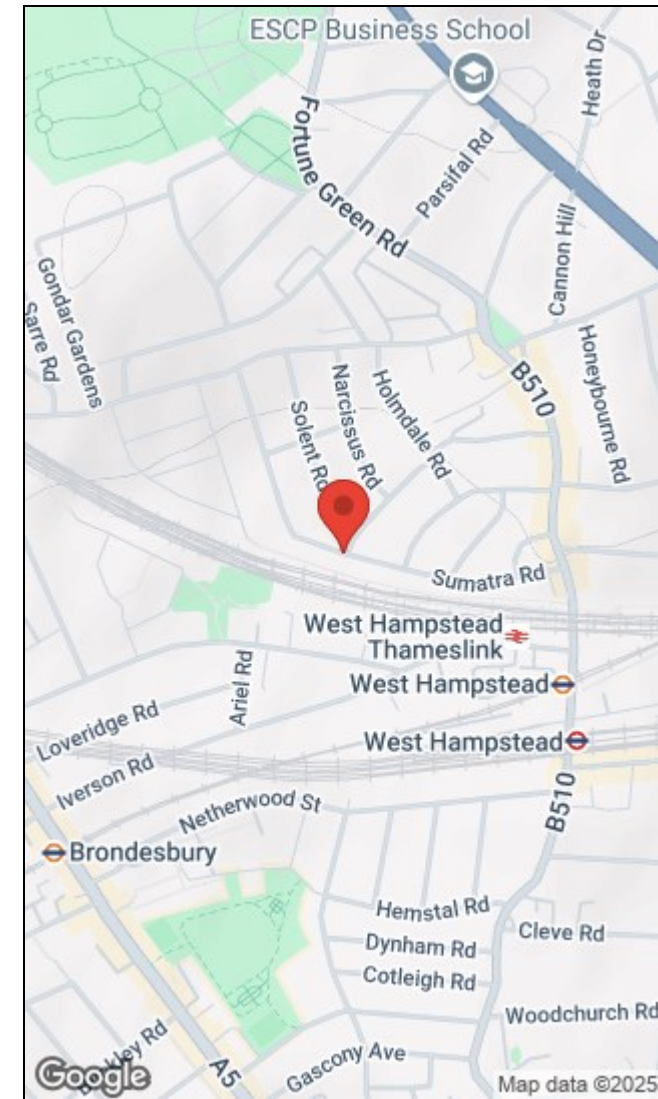 ESCP Business School
Heath Dr
Fortune Green Rd
Parsifal Rd
Cannon Hill
Gondar Gardens
Sarre Rd
Honeybourne Rd
B510
Narcissus Rd
Holmdale Rd
Solent Rd
Sumatra Rd
West Hampstead
Thameslink
West Hampstead
Ariel Rd
West Hampstead
Loveridge Rd
Iverson Rd
B510
Netherwood St
Brondesbury
Hemstal Rd
Cleve Rd
Dynham Rd
Cotleigh Rd
Woodchurch Rd
A5
Gascony Ave
Google
Map data ©2025